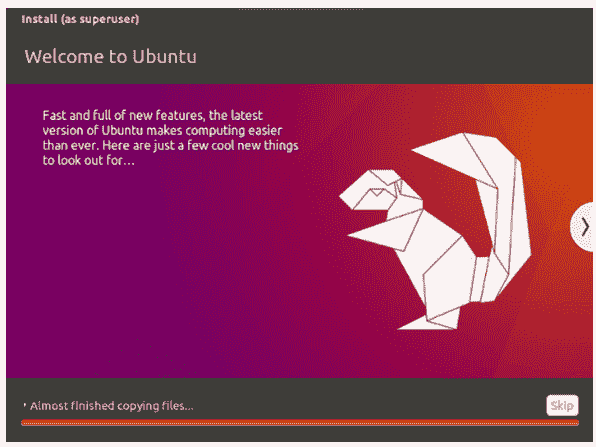 Install (as superuser)
Welcome to Ubuntu
Fast and full of new features, the latest
version of Ubuntu makes computing easier
than ever. Here are just a few cool new things
to look out for...
Almost finished copying files...
Skip